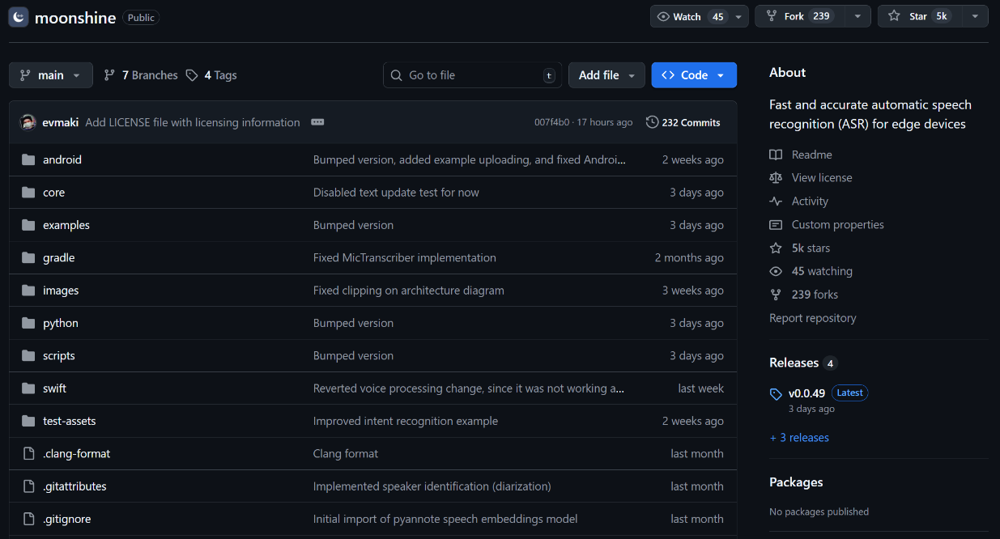 moonshine Public Watch 45 Fork 239 Star 5k
main 7 Branches 4 Tags Go to file t Add file Code
evmaki Add LICENSE file with licensing information 007f4b0 · 17 hours ago 232 Commits
android Bumped version, added example uploading, and fixed Androi... 2 weeks ago
core Disabled text update test for now 3 days ago
examples Bumped version 3 days ago
gradle Fixed MicTranscriber implementation 2 months ago
images Fixed clipping on architecture diagram 3 weeks ago
python Bumped version 3 days ago
scripts Bumped version 3 days ago
swift Reverted voice processing change, since it was not working a... last week
test-assets Improved intent recognition example 2 weeks ago
.clang-format Clang format last month
.gitattributes Implemented speaker identification (diarization) last month
.gitignore Initial import of pyannote speech embeddings model last month
About
Fast and accurate automatic speech
recognition (ASR) for edge devices
Readme
View license
Activity
Custom properties
5k stars
45 watching
239 forks
Report repository
Releases 4
v0.0.49 Latest
3 days ago
+ 3 releases
Packages
No packages published